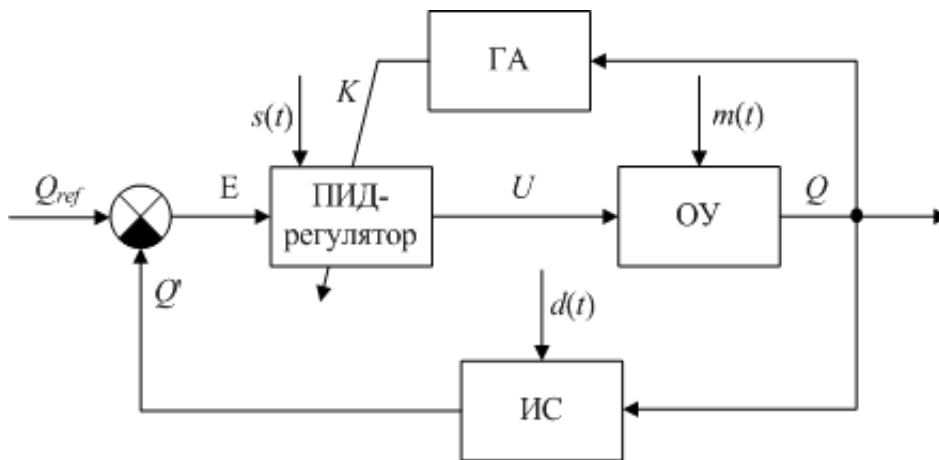 ГА
K
s(t)
m(t)
Qref
E
ПИД-
регулятор
U
ОУ
Q
Q'
d(t)
ИС